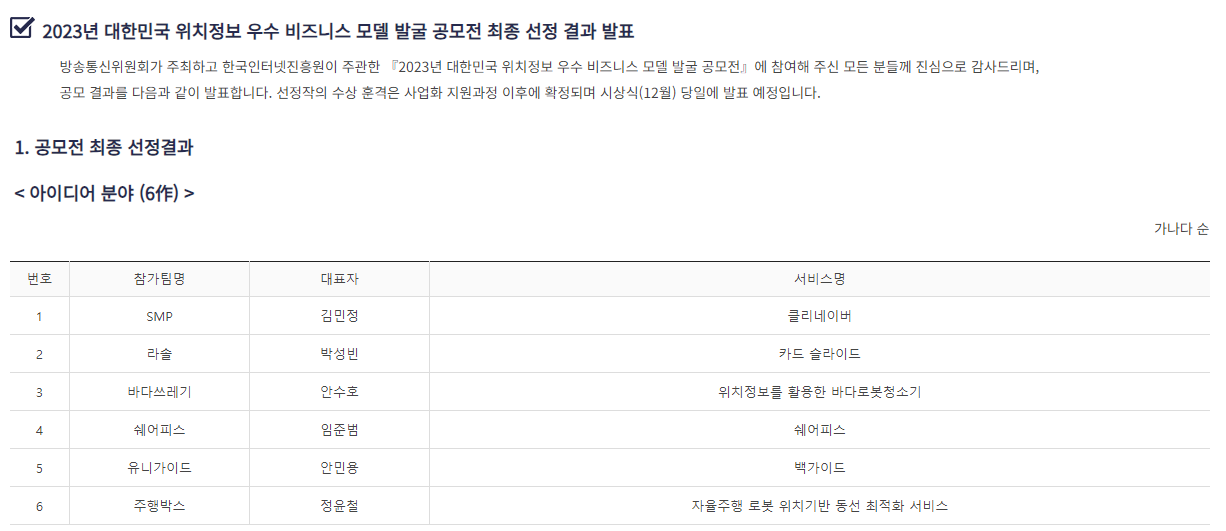 2023년 대한민국 위치정보 우수 비즈니스 모델 발굴 공모전 최종 선정 결과 발표
방송통신위원회가 주최하고 한국인터넷진흥원이 주관한 『2023년 대한민국 위치정보 우수 비즈니스 모델 발굴 공모전』에 참여해 주신 모든 분들께 진심으로 감사드리며,
공모 결과를 다음과 같이 발표합니다. 선정작의 수상 훈격은 사업화 지원과정 이후에 확정되며 시상식(12월) 당일에 발표 예정입니다.
1. 공모전 최종 선정결과
< 아이디어 분야 (6作) >
가나다 순
번호 참가팀명 대표자 서비스명
1 SMP 김민정 클리네이버
2 라솔 박성빈 카드 슬라이드
3 바다쓰레기 안수호 위치정보를 활용한 바다로봇청소기
4 쉐어피스 임준범 쉐어피스
5 유니가이드 안민용 백가이드
6 주행박스 정윤철 자율주행 로봇 위치기반 동선 최적화 서비스